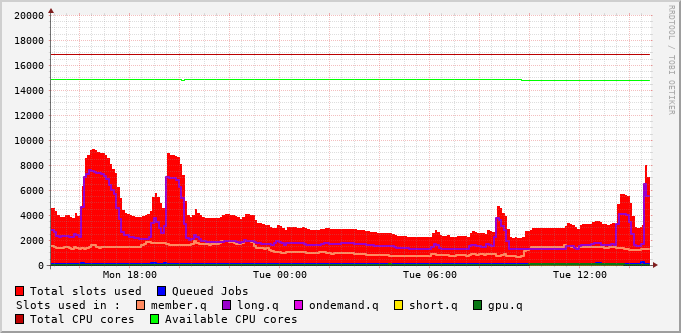 20000
18000
16000
14000
12000
10000
8000
6000
4000
2000
0
Mon 18:00 Tue 00:00 Tue 06:00 Tue 12:00
Total slots used Queued Jobs
Slots used in : member.q long.q ondemand.q short.q gpu.q
Total CPU cores Available CPU cores
RRDTOOL / TOBI OETIKER